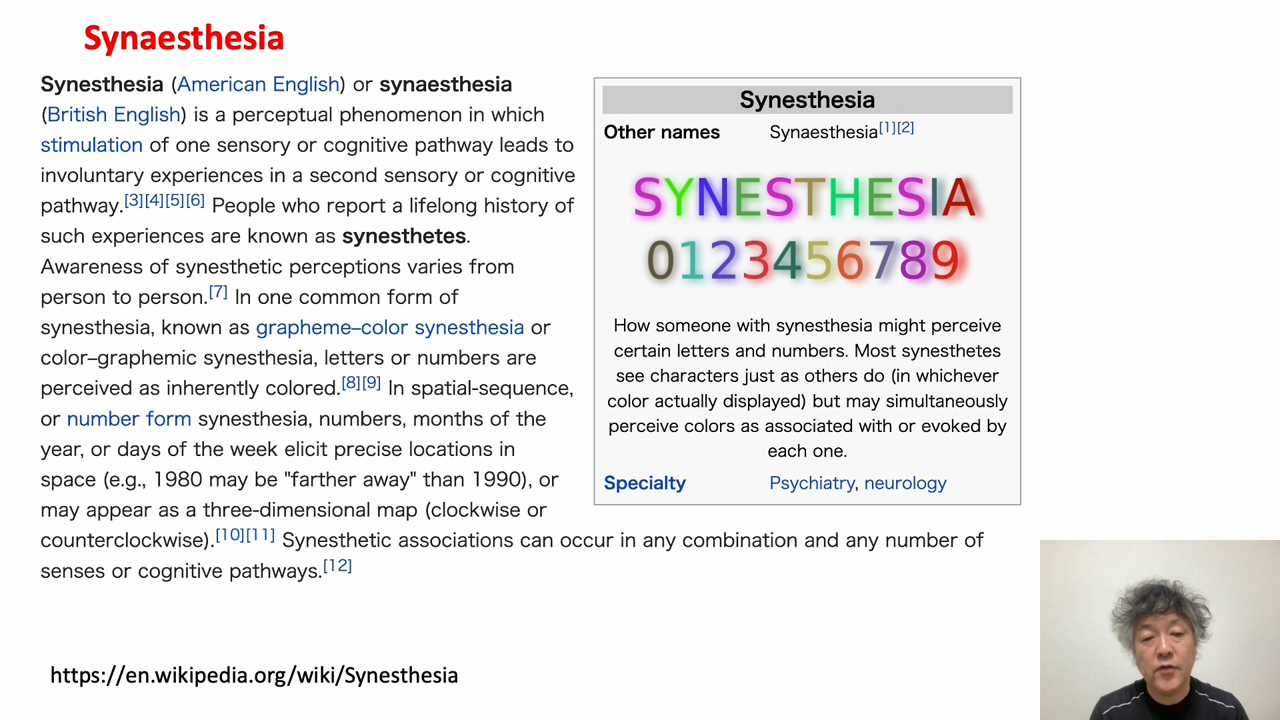 Synaesthesia
Synesthesia (American English) or synaesthesia
(British English) is a perceptual phenomenon in which
stimulation of one sensory or cognitive pathway leads to
involuntary experiences in a second sensory or cognitive
pathway.[3][4][5][6] People who report a lifelong history of
such experiences are known as synesthetes.
Awareness of synesthetic perceptions varies from
person to person.[7] In one common form of
synesthesia, known as grapheme–color synesthesia or
color–graphemic synesthesia, letters or numbers are
perceived as inherently colored.[8][9] In spatial-sequence,
or number form synesthesia, numbers, months of the
year, or days of the week elicit precise locations in
space (e.g., 1980 may be "farther away" than 1990), or
may appear as a three-dimensional map (clockwise or
counterclockwise).[10][11] Synesthetic associations can occur in any combination and any number of
senses or cognitive pathways.[12]
Synesthesia
Other names Synaesthesia[1][2]
SYNESTHESIA
0123456789
How someone with synesthesia might perceive
certain letters and numbers. Most synesthetes
see characters just as others do (in whichever
color actually displayed) but may simultaneously
perceive colors as associated with or evoked by
each one.
Specialty Psychiatry, neurology
https://en.wikipedia.org/wiki/Synesthesia